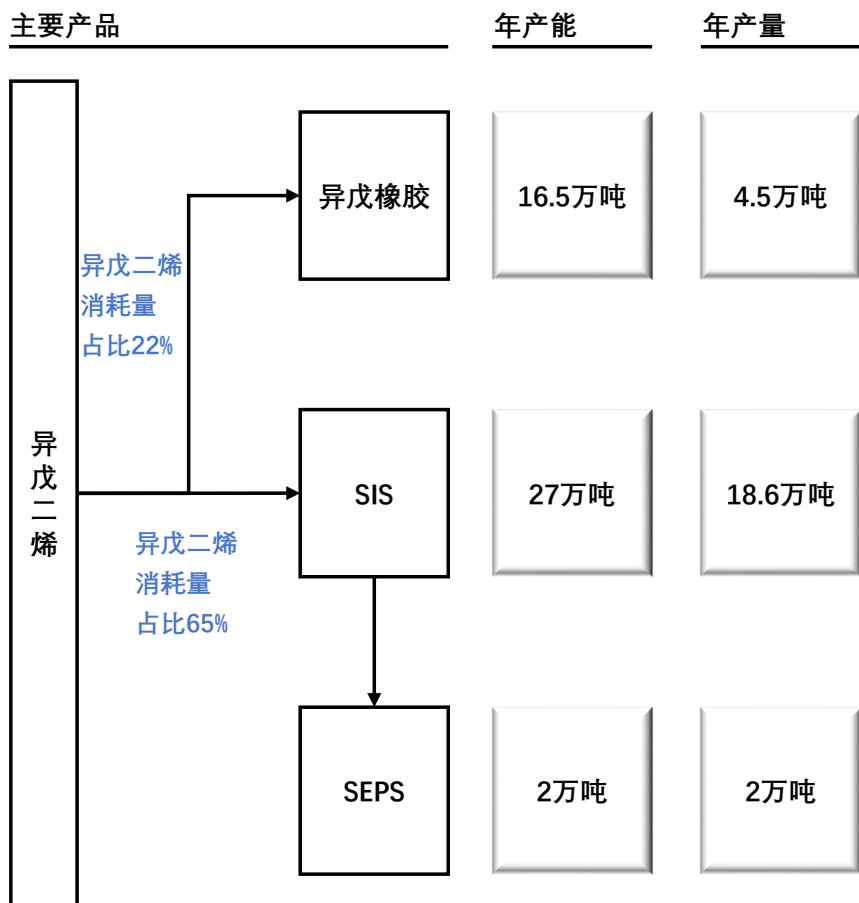 主要产品
年产能
年产量
异戊橡胶
16.5万吨
4.5万吨
异戊二烯
消耗量
占比22%
异戊二烯
SIS
27万吨
18.6万吨
异戊二烯
消耗量
占比65%
SEPS
2万吨
2万吨